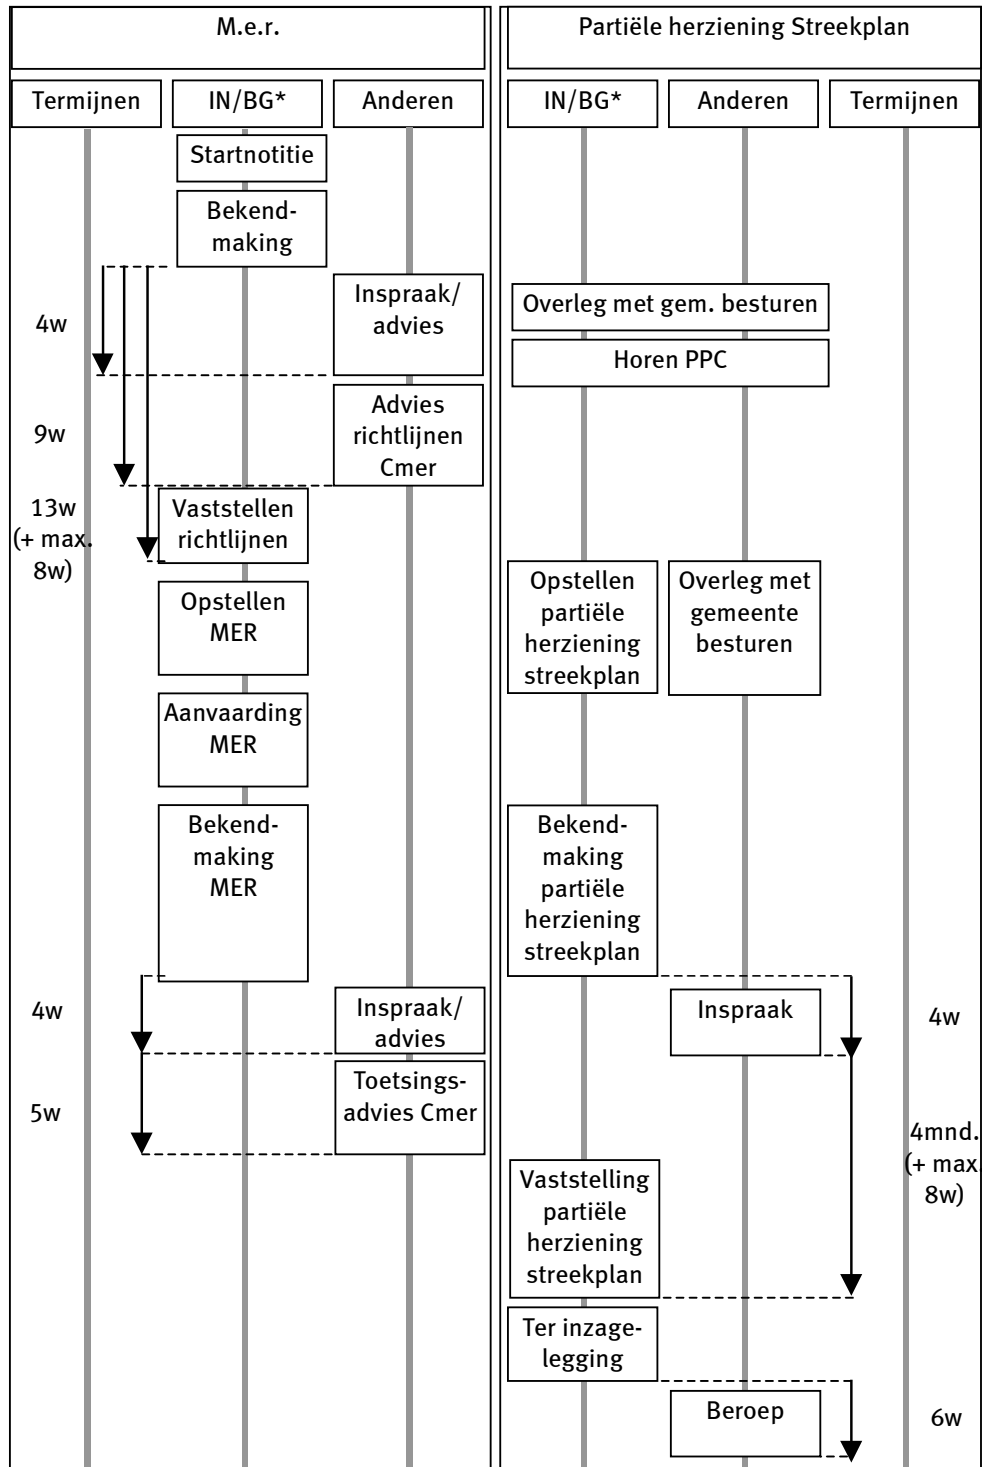 M.e.r.
Partiële herziening Streekplan
Termijnen
IN/BG*
Anderen
IN/BG*
Anderen
Termijnen
Startnotitie
Bekend-
making
Inspraak/
advies
4w
Overleg met gem. besturen
Horen PPC
Advies
richtlijnen
Cmer
9w
Vaststellen
richtlijnen
13w
(+ max.
8w)
Opstellen
MER
Opstellen
partiële
herziening
streekplan
Overleg met
gemeente
besturen
Aanvaarding
MER
Bekend-
making
MER
Bekend-
making
partiële
herziening
streekplan
4w
Inspraak/
advies
Inspraak
4w
5w
Toetsings-
advies Cmer
4mnd.
(+ max.
8w)
Vaststelling
partiële
herziening
streekplan
Ter inzage-
legging
Beroep
6w